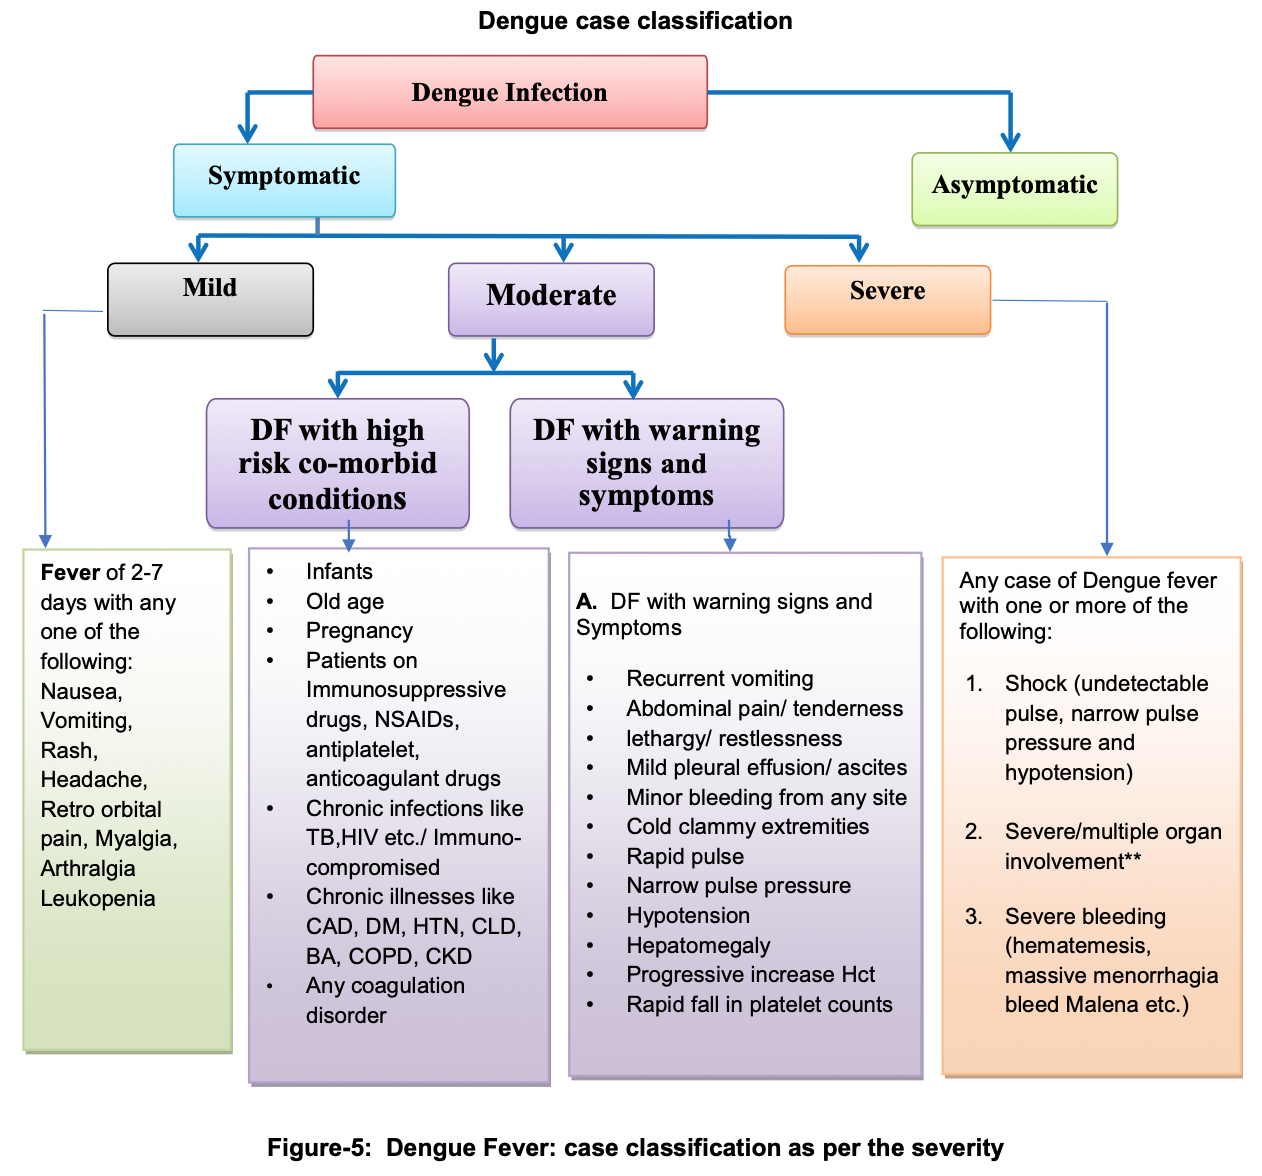 Dengue case classification
Dengue Infection
Symptomatic
Asymptomatic
Mild
Moderate
Severe
DF with high
risk co-morbid
conditions
DF with warning
signs and
symptoms
Fever of 2-7
days with any
one of the
following:
Nausea,
Vomiting,
Rash,
Headache,
Retro orbital
pain, Myalgia,
Arthralgia
Leukopenia
• Infants
• Old age
• Pregnancy
• Patients on
Immunosuppressive
drugs, NSAIDs,
antiplatelet,
anticoagulant drugs
• Chronic infections like
TB,HIV etc./ Immuno-
compromised
• Chronic illnesses like
CAD, DM, HTN, CLD,
BA, COPD, CKD
• Any coagulation
disorder
A. DF with warning signs and
Symptoms
• Recurrent vomiting
• Abdominal pain/ tenderness
• lethargy/ restlessness
• Mild pleural effusion/ ascites
• Minor bleeding from any site
• Cold clammy extremities
• Rapid pulse
• Narrow pulse pressure
• Hypotension
• Hepatomegaly
• Progressive increase Hct
• Rapid fall in platelet counts
Any case of Dengue fever
with one or more of the
following:
1. Shock (undetectable
pulse, narrow pulse
pressure and
hypotension)
2. Severe/multiple organ
involvement**
3. Severe bleeding
(hematemesis,
massive menorrhagia
bleed Malena etc.)
Figure-5: Dengue Fever: case classification as per the severity